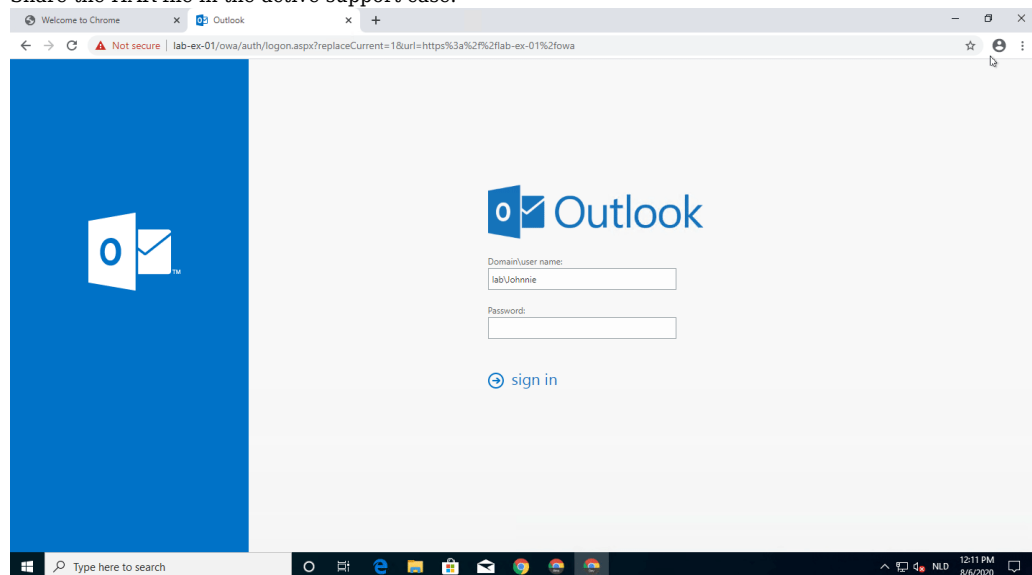 Share the HAR file in the active support case.
Welcome to Chrome
Outlook
Not secure | lab-ex-01/owa/auth/logon.aspx?replaceCurrent=1&url=https%3a%2f%2flab-ex-01%2fowa
Outlook
Domain\user name:
lab\Johnnie
Password:
sign in
TM
Type here to search
NLD
12:11 PM
8/6/2020